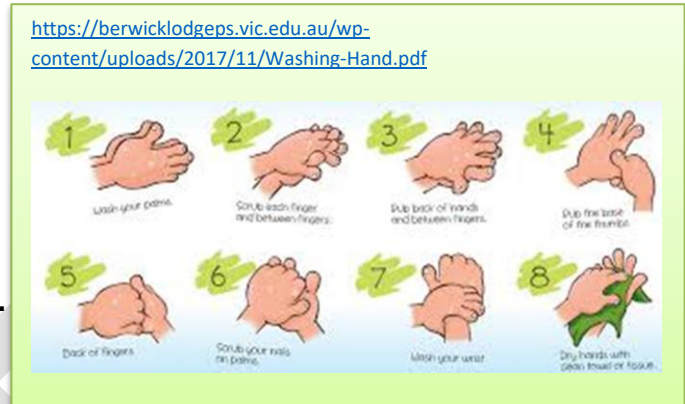 https://berwicklodgeps.vic.edu.au/wp-
content/uploads/2017/11/Washing-Hand.pdf
1
Wash your palms.
2
Scrub each finger
and between fingers.
3
Rub back of hands
and between fingers.
4
Rub the base
of the thumbs.
5
Back of fingers
6
Scrub your nails
on palms.
7
Wash your wrist
8
Dry hands with
clean towel or tissue.